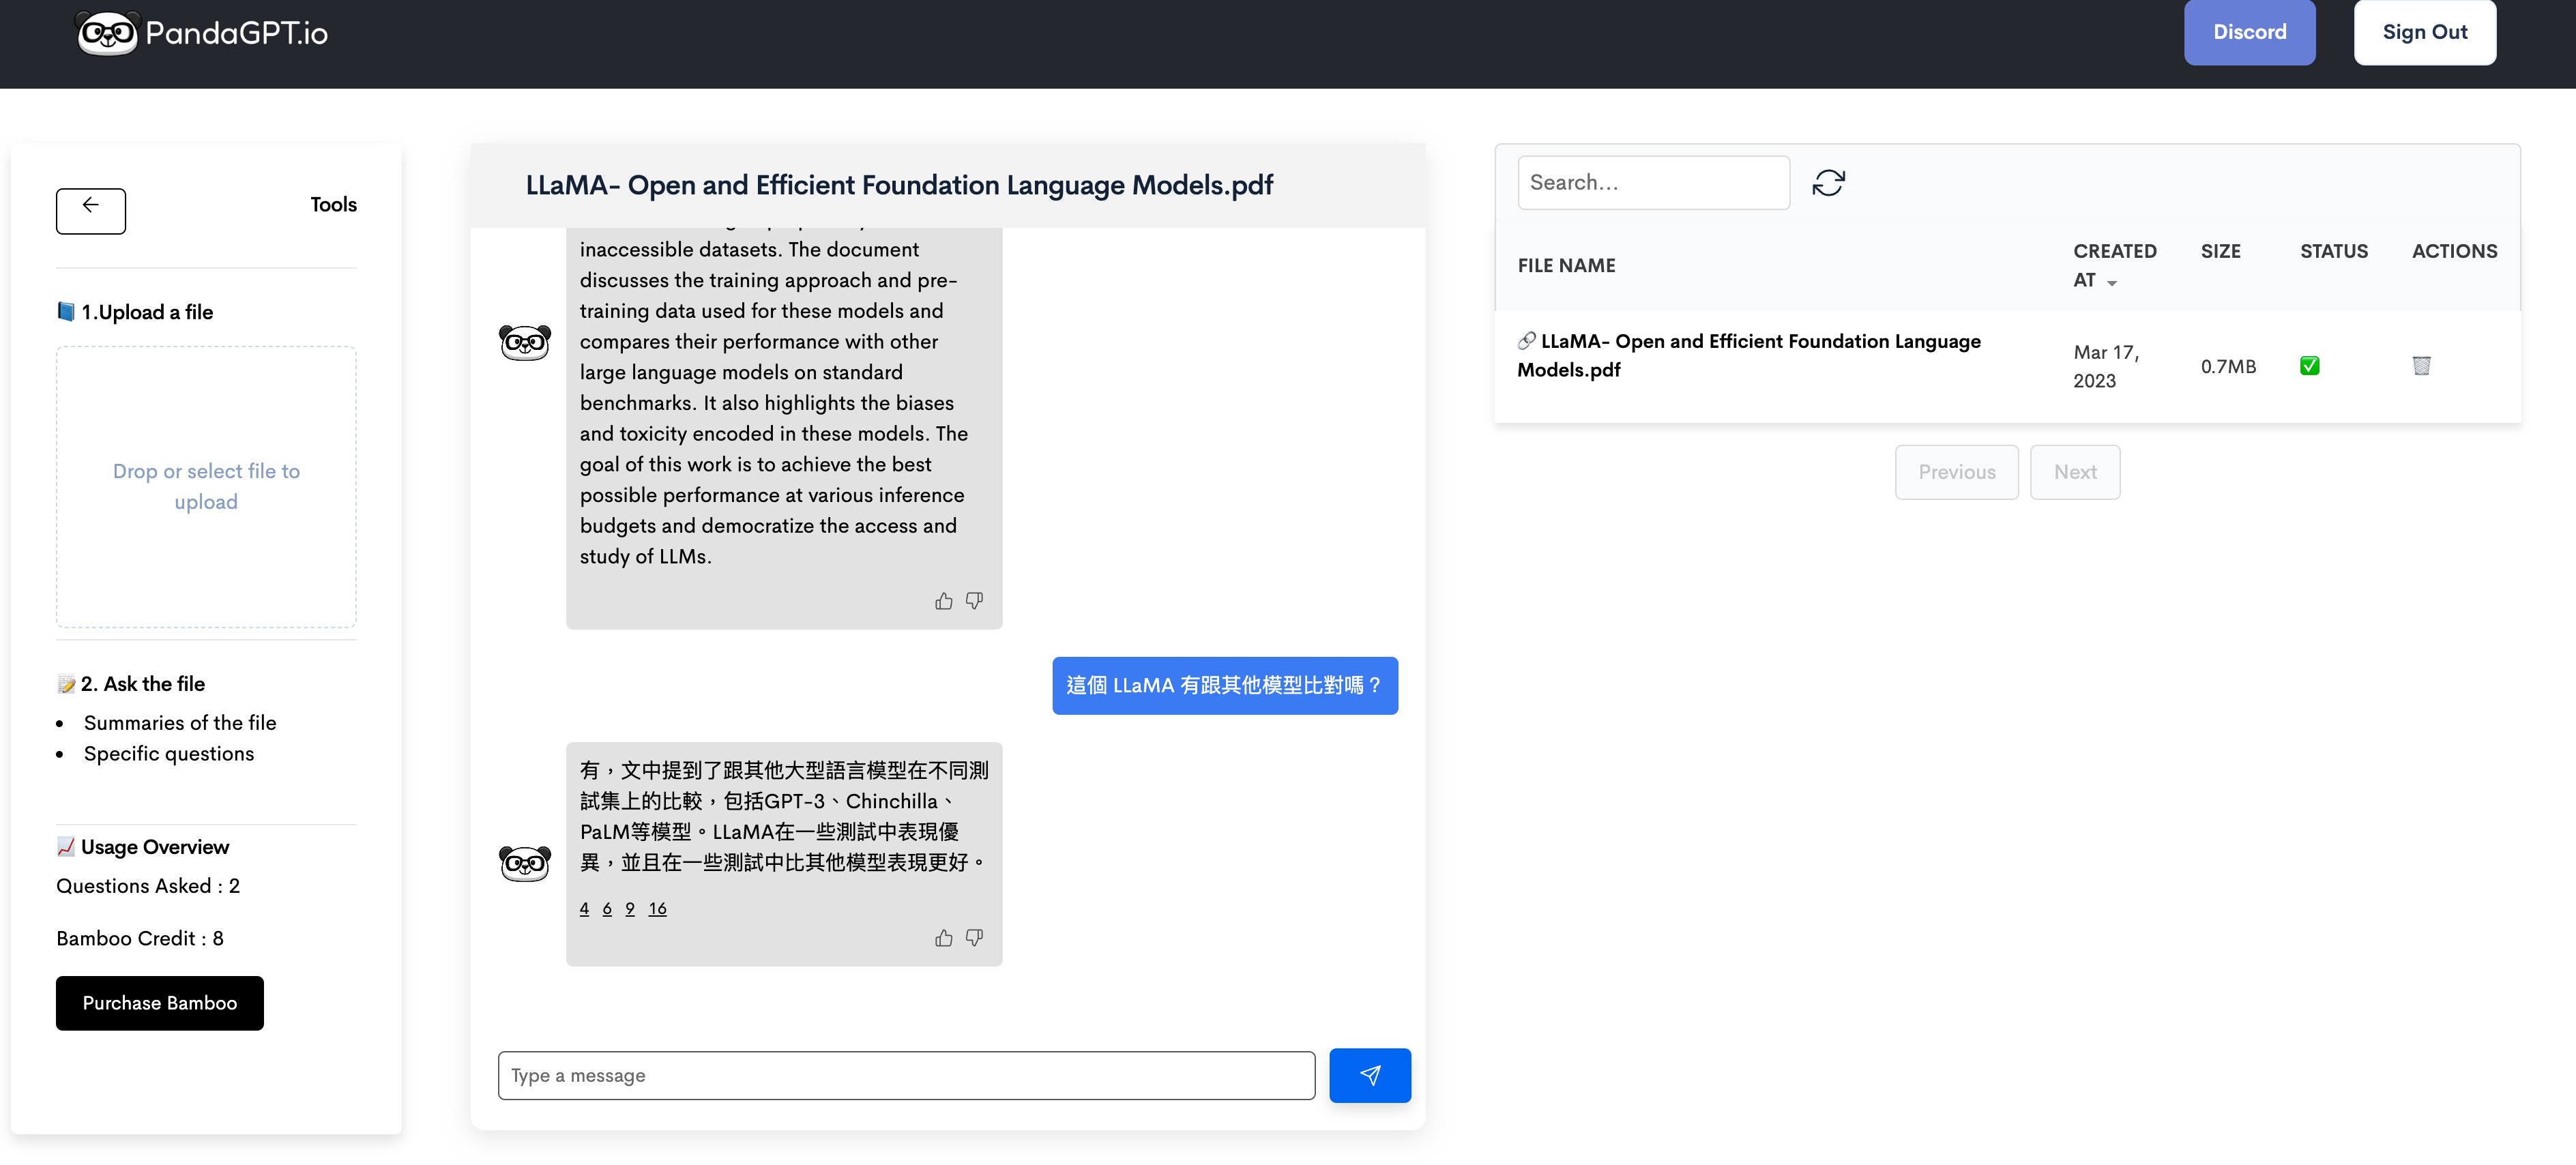 PandaGPT.io
Discord
Sign Out
Tools
1.Upload a file
Drop or select file to
upload
2. Ask the file
Summaries of the file
Specific questions
Usage Overview
Questions Asked : 2
Bamboo Credit : 8
Purchase Bamboo
LLaMA- Open and Efficient Foundation Language Models.pdf
inaccessible datasets. The document
discusses the training approach and pre-
training data used for these models and
compares their performance with other
large language models on standard
benchmarks. It also highlights the biases
and toxicity encoded in these models. The
goal of this work is to achieve the best
possible performance at various inference
budgets and democratize the access and
study of LLMs.
這個 LLaMA 有跟其他模型比對嗎？
有，文中提到了跟其他大型語言模型在不同測
試集上的比較，包括GPT-3、Chinchilla、
PaLM等模型。LLaMA在一些測試中表現優
異，並且在一些測試中比其他模型表現更好。
4 6 9 16
Type a message
Search...
FILE NAME
CREATED
AT
SIZE
STATUS
ACTIONS
LLaMA- Open and Efficient Foundation Language
Models.pdf
Mar 17,
2023
0.7MB
Previous
Next